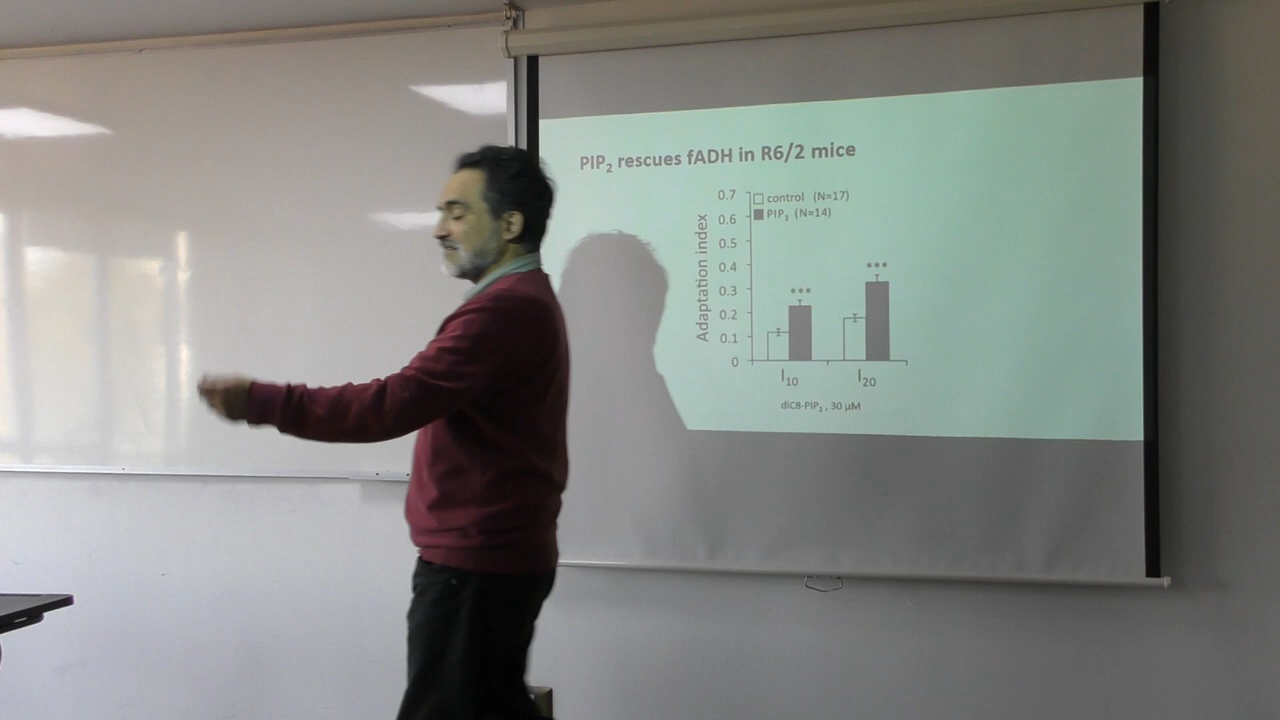 PIP₂ rescues fADH in R6/2 mice
control (N=17)
PIP₂ (N=14)
Adaptation index
0.7
0.6
0.5
0.4
0.3
0.2
0.1
0
***
***
I₁₀
I₂₀
diC8-PIP₂ , 30 µM